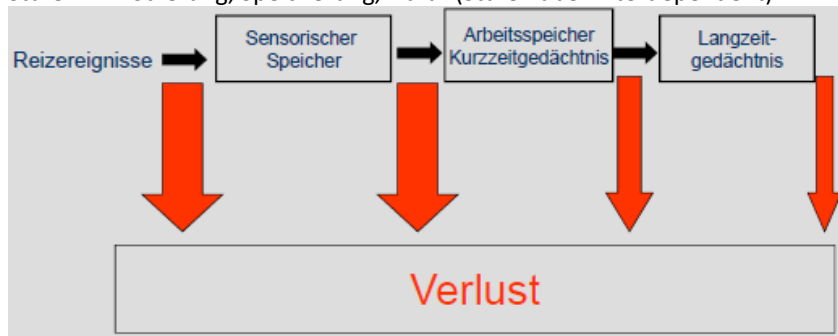 Sensorischer
Speicher
Arbeitsspeicher
Kurzzeitgedächtnis
Langzeit-
gedächtnis
Reizereignisse
Verlust